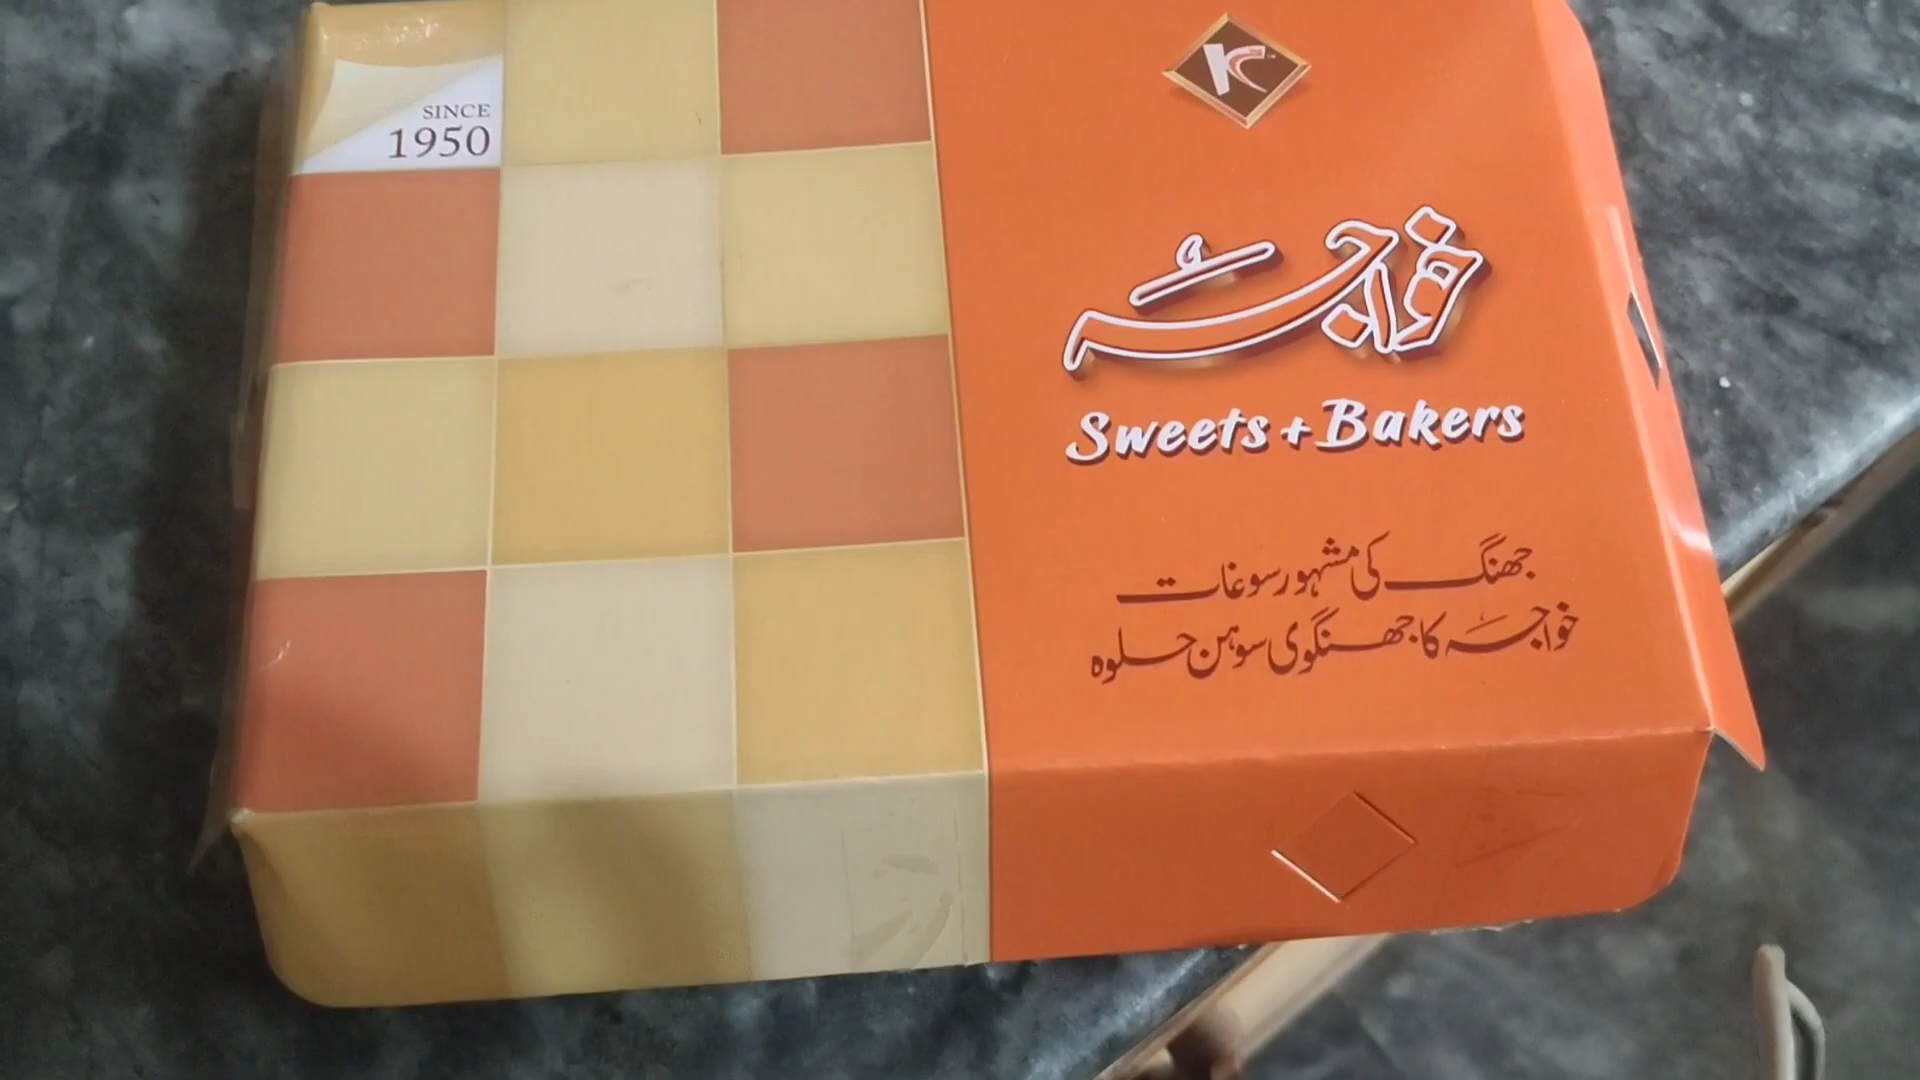 SINCE
1950
K
خواجہ
Sweets + Bakers
جھنگ کی مشہور سوغات
خواجہ کا جھنگوی سوہن حلوہ